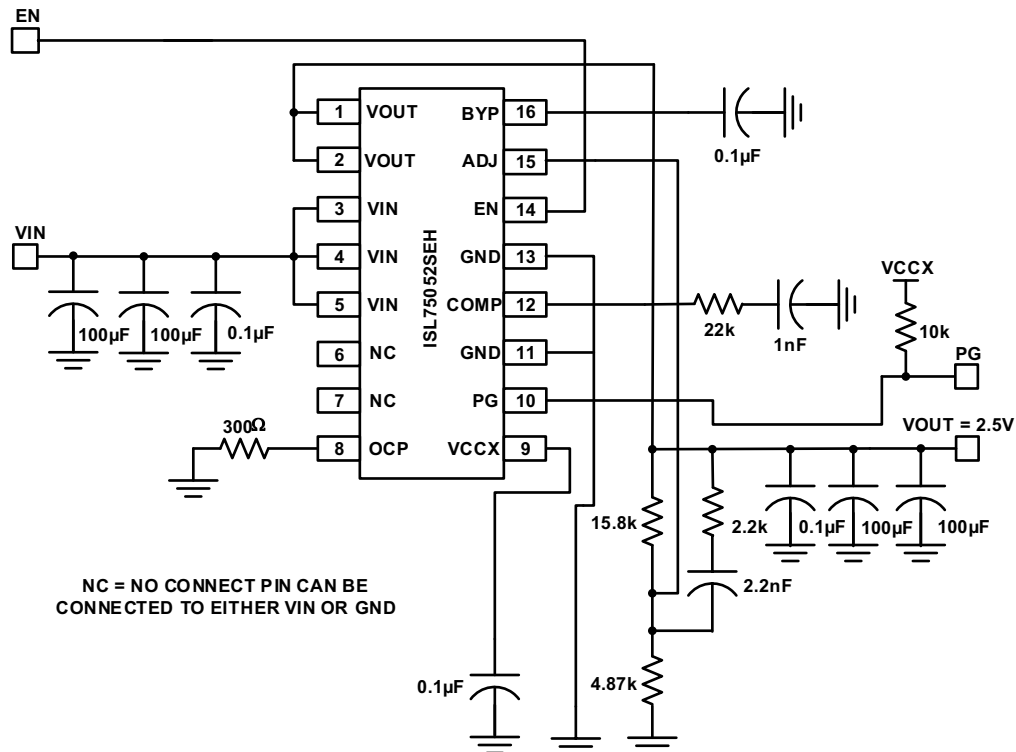 EN
1 VOUT BYP 16
0.1µF
2 VOUT ADJ 15
3 VIN EN 14
VIN
4 VIN GND 13
5 VIN COMP 12
100µF 100µF 0.1µF
22k
1nF
VCCX
10k
PG
6 NC GND 11
7 NC PG 10
300Ω
8 OCP VCCX 9
ISL75052SEH
VOUT = 2.5V
15.8k
2.2k
0.1µF 100µF 100µF
2.2nF
NC = NO CONNECT PIN CAN BE
CONNECTED TO EITHER VIN OR GND
0.1µF
4.87k